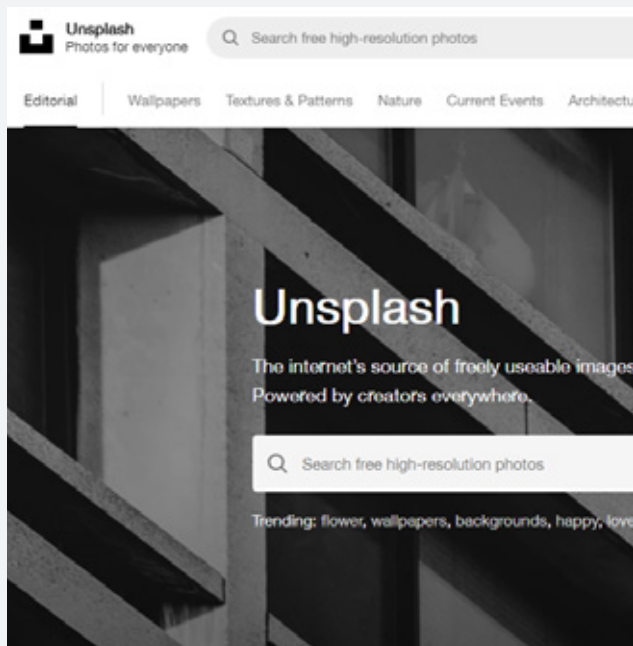 Unsplash
Photos for everyone
Search free high-resolution photos
Editorial Wallpapers Textures & Patterns Nature Current Events Architectu
Unsplash
The internet's source of freely useable images
Powered by creators everywhere.
Search free high-resolution photos
Trending: flower, wallpapers, backgrounds, happy, love